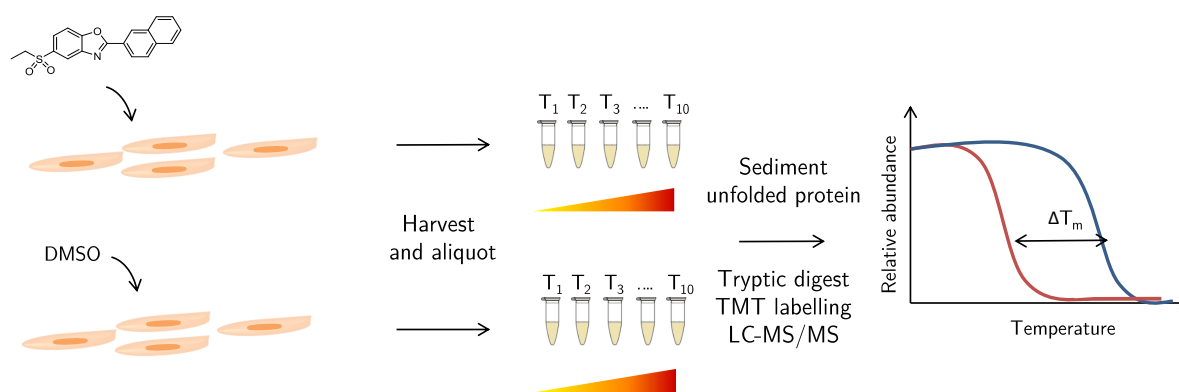 O
N
S
O O
T1 T2 T3 .... T10
Sediment
unfolded protein
Harvest
and aliquot
DMSO
T1 T2 T3 .... T10
Tryptic digest
TMT labelling
LC-MS/MS
Relative abundance
ΔTm
Temperature